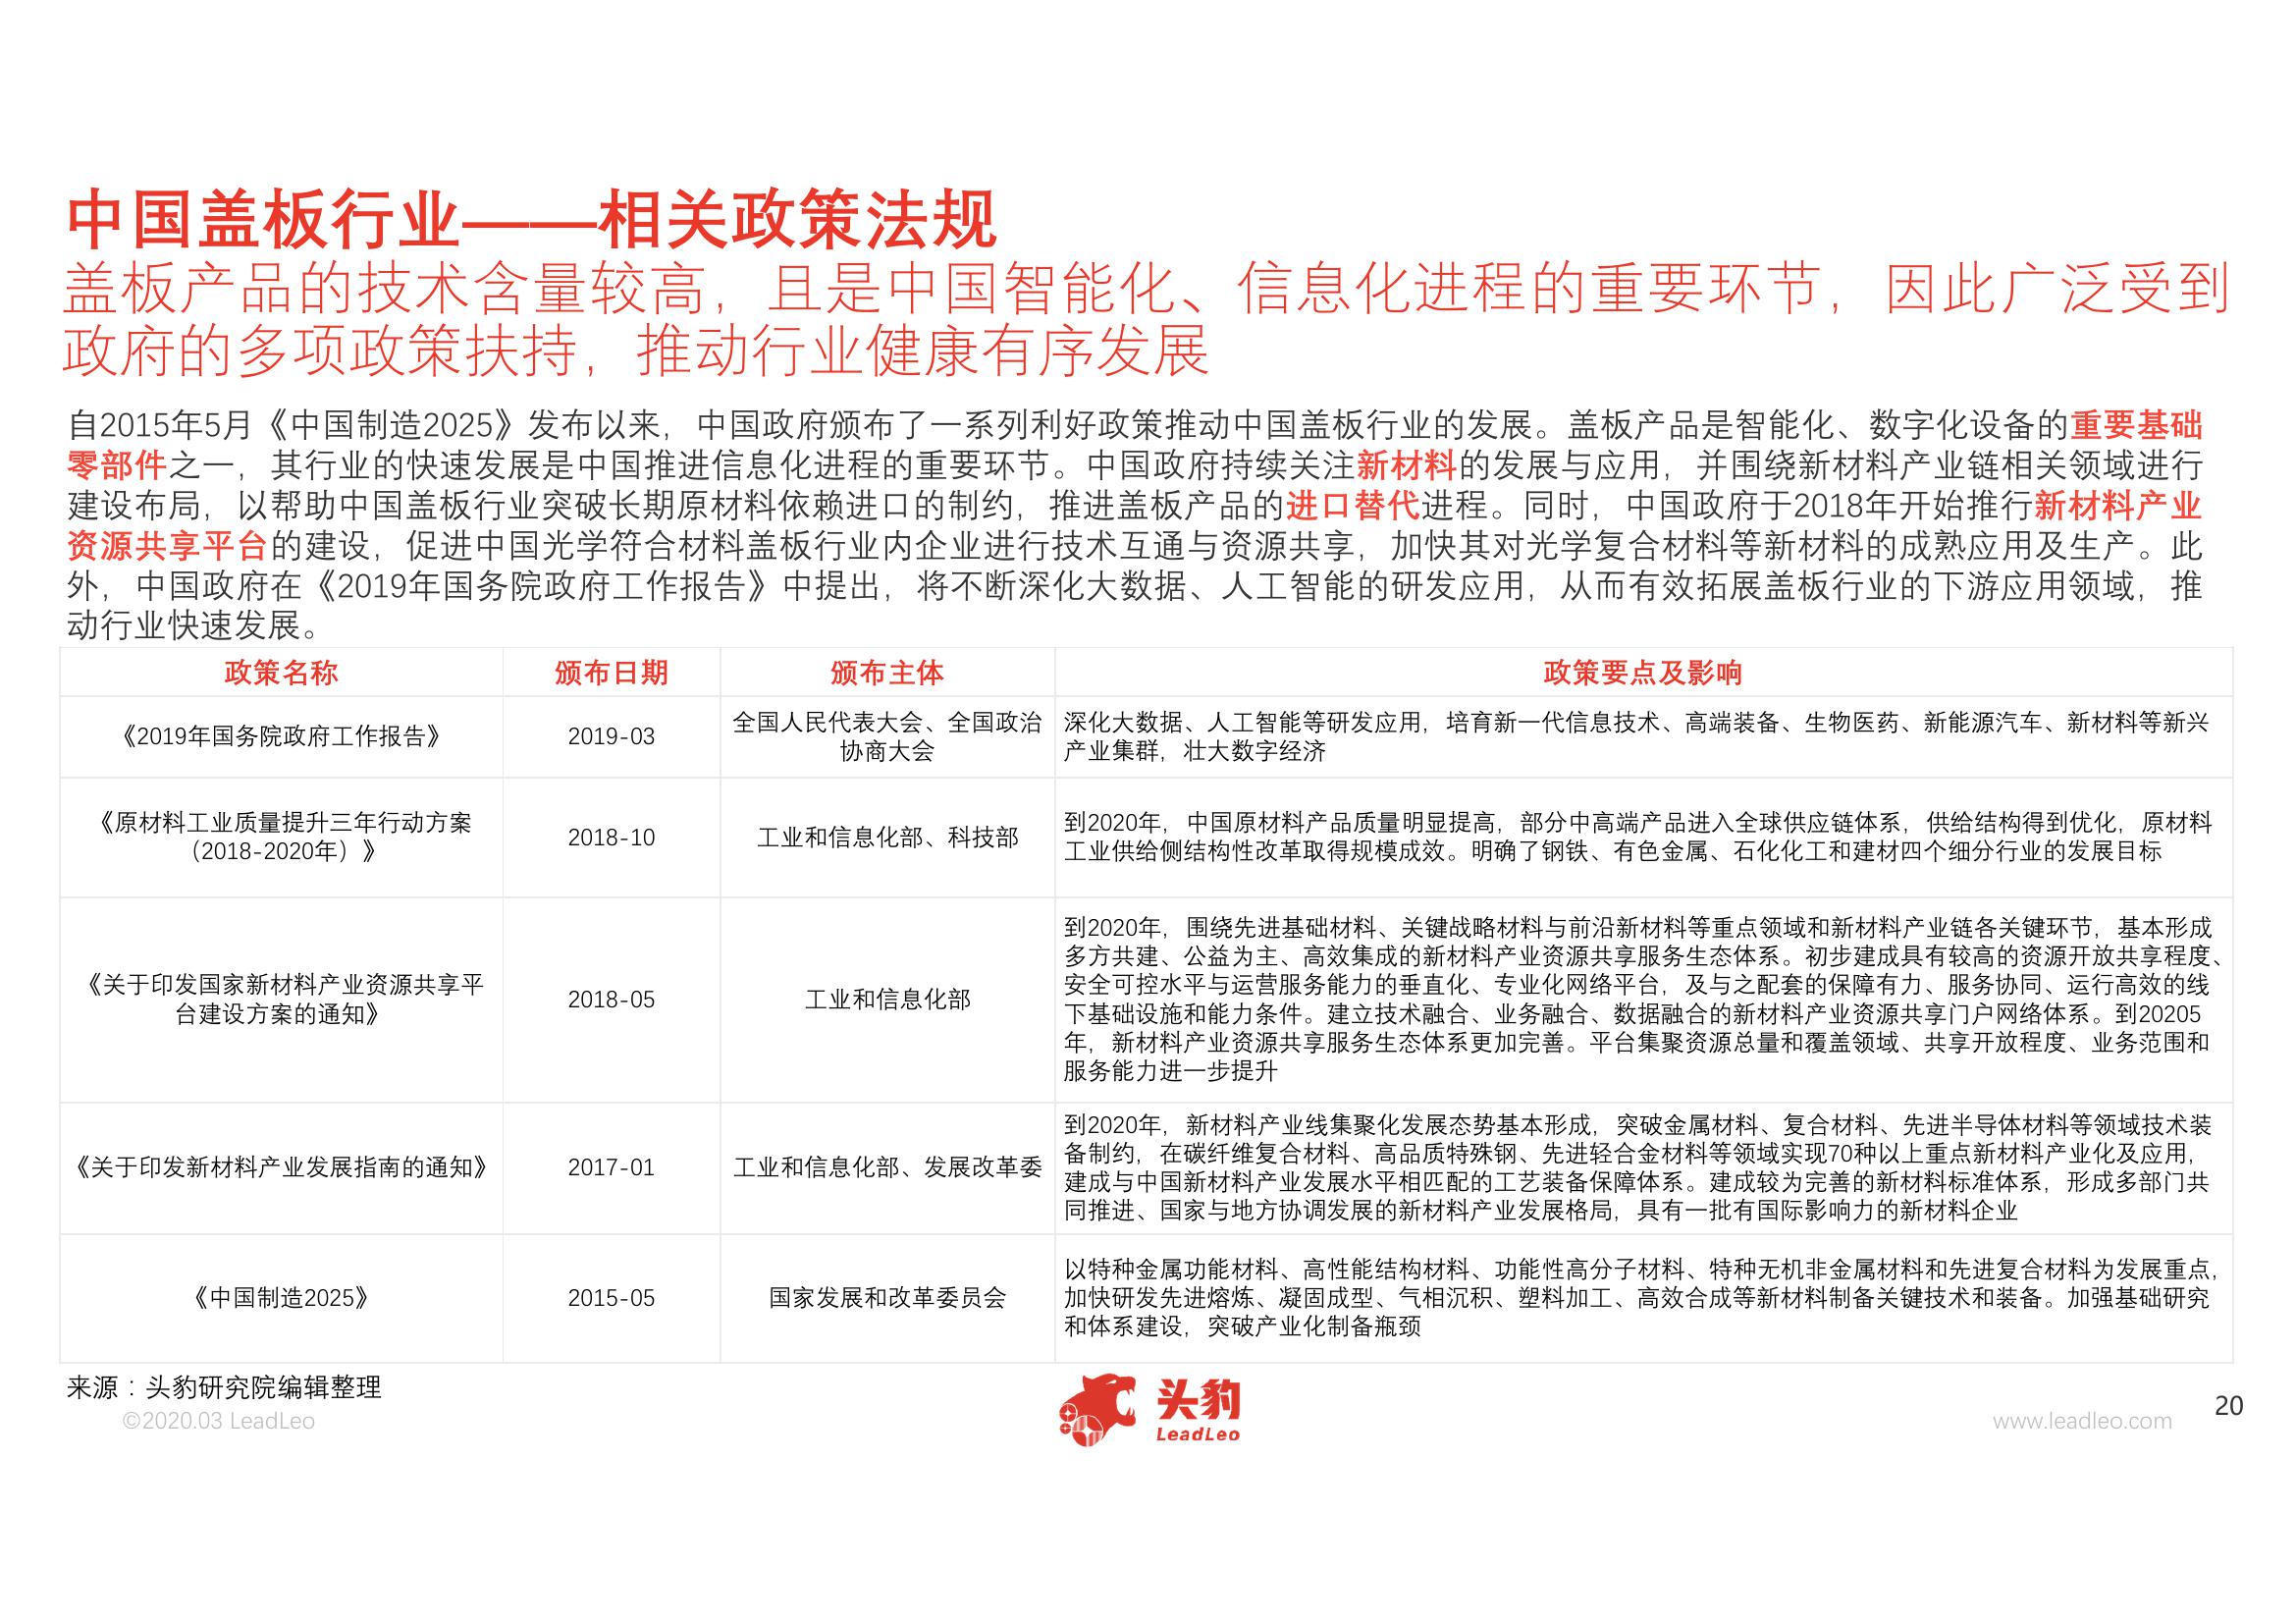 中国盖板行业——相关政策法规
盖板产品的技术含量较高，且是中国智能化、信息化进程的重要环节，因此广泛受到
政府的多项政策扶持，推动行业健康有序发展
自2015年5月《中国制造2025》发布以来，中国政府颁布了一系列利好政策推动中国盖板行业的发展。盖板产品是智能化、数字化设备的重要基础
零部件之一，其行业的快速发展是中国推进信息化进程的重要环节。中国政府持续关注新材料的发展与应用，并围绕新材料产业链相关领域进行
建设布局，以帮助中国盖板行业突破长期原材料依赖进口的制约，推进盖板产品的进口替代进程。同时，中国政府于2018年开始推行新材料产业
资源共享平台的建设，促进中国光学符合材料盖板行业内企业进行技术互通与资源共享，加快其对光学复合材料等新材料的成熟应用及生产。此
外，中国政府在《2019年国务院政府工作报告》中提出，将不断深化大数据、人工智能的研发应用，从而有效拓展盖板行业的下游应用领域，推
动行业快速发展。
政策名称 颁布日期 颁布主体 政策要点及影响
《2019年国务院政府工作报告》
2019-03
全国人民代表大会、全国政治
协商大会
深化大数据、人工智能等研发应用，培育新一代信息技术、高端装备、生物医药、新能源汽车、新材料等新兴
产业集群，壮大数字经济
《原材料工业质量提升三年行动方案
（2018-2020年）》
2018-10
工业和信息化部、科技部
到2020年，中国原材料产品质量明显提高，部分中高端产品进入全球供应链体系，供给结构得到优化，原材料
工业供给侧结构性改革取得规模成效。明确了钢铁、有色金属、石化化工和建材四个细分行业的发展目标
《关于印发国家新材料产业资源共享平
台建设方案的通知》
2018-05
工业和信息化部
到2020年，围绕先进基础材料、关键战略材料与前沿新材料等重点领域和新材料产业链各关键环节，基本形成
多方共建、公益为主、高效集成的新材料产业资源共享服务生态体系。初步建成具有较高的资源开放共享程度、
安全可控水平与运营服务能力的垂直化、专业化网络平台，及与之配套的保障有力、服务协同、运行高效的线
下基础设施和能力条件。建立技术融合、业务融合、数据融合的新材料产业资源共享门户网络体系。到20205
年，新材料产业资源共享服务生态体系更加完善。平台集聚资源总量和覆盖领域、共享开放程度、业务范围和
服务能力进一步提升
《关于印发新材料产业发展指南的通知》
2017-01
工业和信息化部、发展改革委
到2020年，新材料产业线集聚化发展态势基本形成，突破金属材料、复合材料、先进半导体材料等领域技术装
备制约，在碳纤维复合材料、高品质特殊钢、先进轻合金材料等领域实现70种以上重点新材料产业化及应用，
建成与中国新材料产业发展水平相匹配的工艺装备保障体系。建成较为完善的新材料标准体系，形成多部门共
同推进、国家与地方协调发展的新材料产业发展格局，具有一批有国际影响力的新材料企业
《中国制造2025》
2015-05
国家发展和改革委员会
以特种金属功能材料、高性能结构材料、功能性高分子材料、特种无机非金属材料和先进复合材料为发展重点，
加快研发先进熔炼、凝固成型、气相沉积、塑料加工、高效合成等新材料制备关键技术和装备。加强基础研究
和体系建设，突破产业化制备瓶颈
来源：头豹研究院编辑整理
©2020.03 LeadLeo
头豹
LeadLeo
www.leadleo.com
20